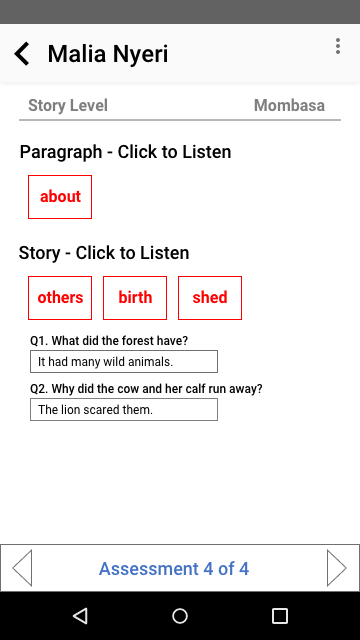 Malia Nyeri
Story Level Mombasa
Paragraph - Click to Listen
about
Story - Click to Listen
others birth shed
Q1. What did the forest have?
It had many wild animals.
Q2. Why did the cow and her calf run away?
The lion scared them.
Assessment 4 of 4